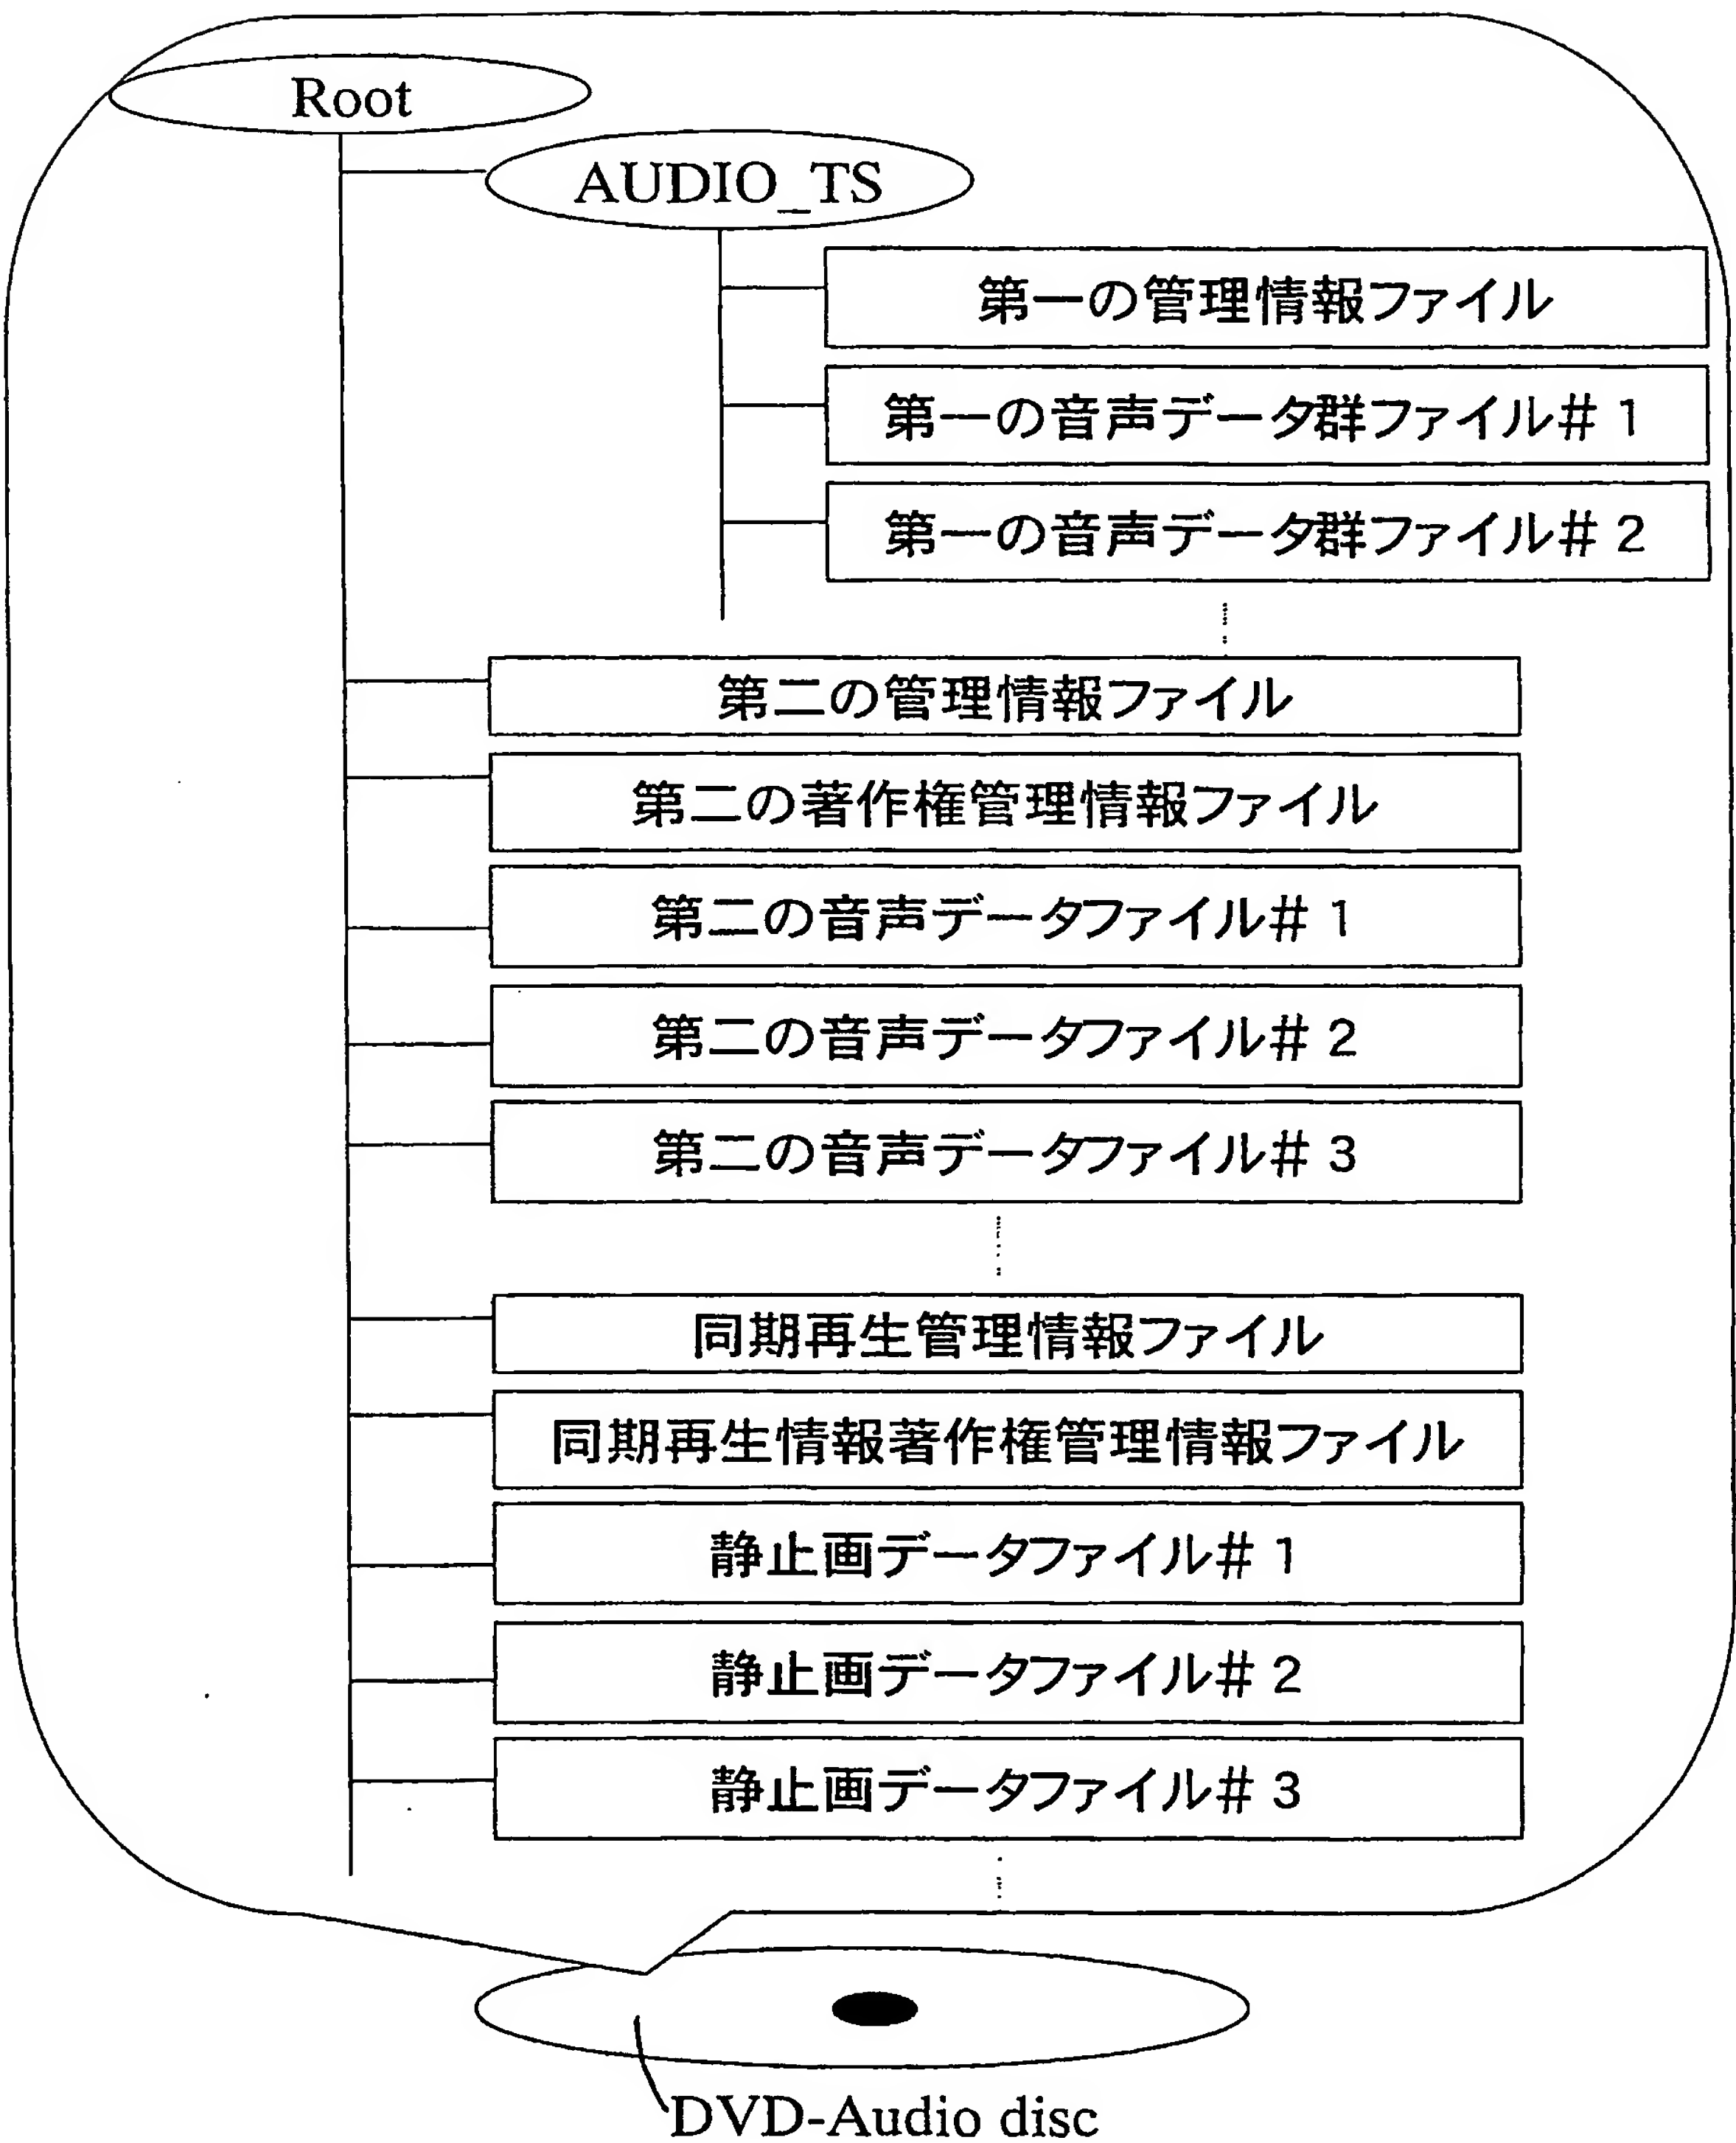 Root
AUDIO_TS
第一の管理情報ファイル
第一の音声データ群ファイル＃１
第一の音声データ群ファイル＃２
第二の管理情報ファイル
第二の著作権管理情報ファイル
第二の音声データファイル＃１
第二の音声データファイル＃２
第二の音声データファイル＃３
同期再生管理情報ファイル
同期再生情報著作権管理情報ファイル
静止画データファイル＃１
静止画データファイル＃２
静止画データファイル＃３
DVD-Audio disc